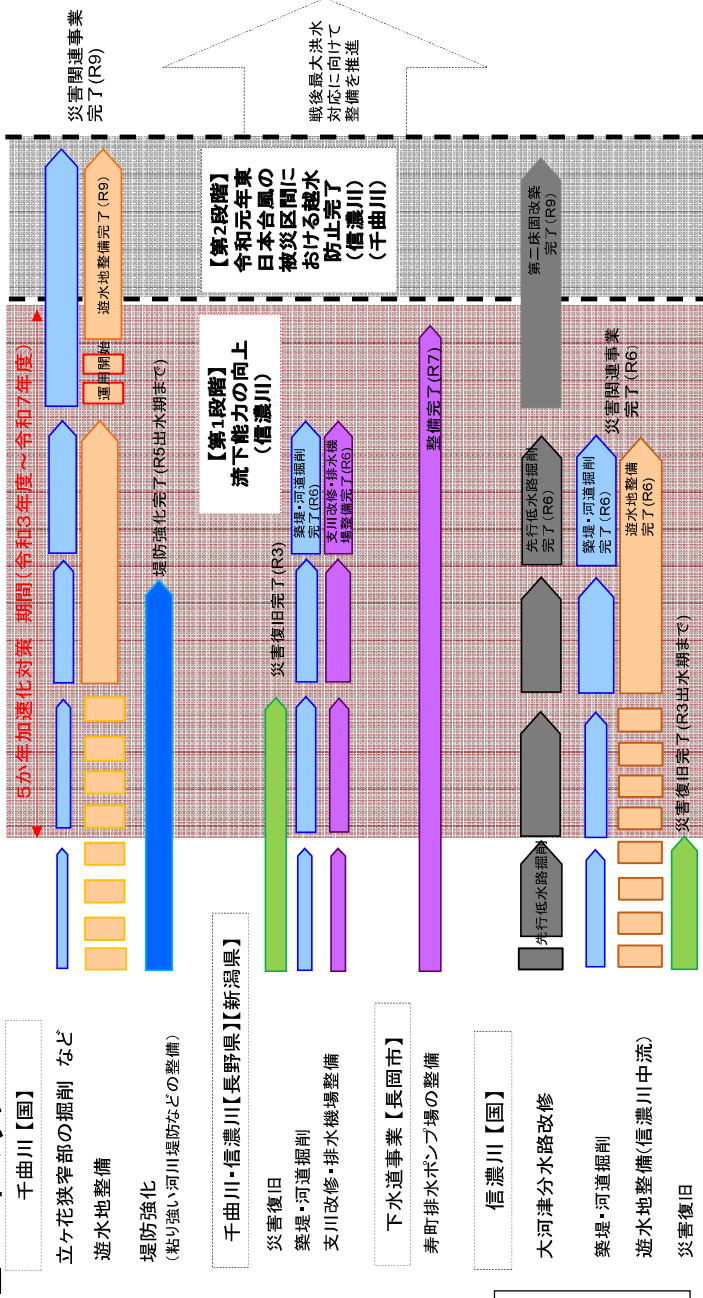 千曲川【国】
立ヶ花狭窄部の掘削 など
遊水地整備
堤防強化
(粘り強い河川堤防などの整備)
千曲川・信濃川【長野県】【新潟県】
災害復旧
築堤・河道掘削
支川改修・排水機場整備
下水道事業【長岡市】
寿町排水ポンプ場の整備
信濃川【国】
大河津分水路改修
築堤・河道掘削
遊水地整備(信濃川中流)
災害復旧
5か年加速化対策 期間(令和3年度~令和7年度)
運用開始
遊水地整備完了(R9)
災害関連事業
完了(R9)
堤防強化完了(R5出水期まで)
災害復旧完了(R3)
築堤・河道掘削
完了(R6)
支川改修・排水機
場整備完了(R6)
整備完了(R7)
先行低水路掘削
先行低水路掘削
完了(R6)
第二床固改築
完了(R9)
築堤・河道掘削
完了(R6)
災害関連事業
完了(R6)
遊水地整備
完了(R6)
災害復旧完了(R3出水期まで)
【第1段階】
流下能力の向上
(信濃川)
【第2段階】
令和元年東
日本台風の
被災区間に
おける越水
防止完了
(信濃川)
(千曲川)
戦後最大洪水
対応に向けて
整備を推進